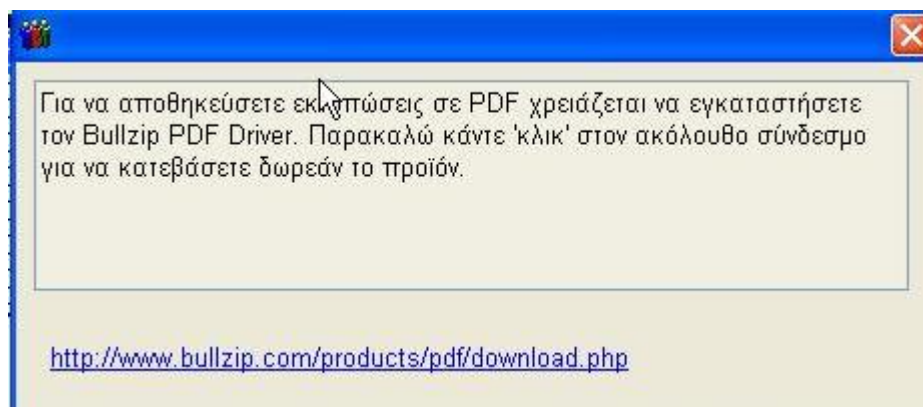 Για να αποθηκεύσετε εκτυπώσεις σε PDF χρειάζεται να εγκαταστήσετε
τον Bullzip PDF Driver. Παρακαλώ κάντε 'κλικ' στον ακόλουθο σύνδεσμο
για να κατεβάσετε δωρεάν το προϊόν.
http://www.bullzip.com/products/pdf/download.php